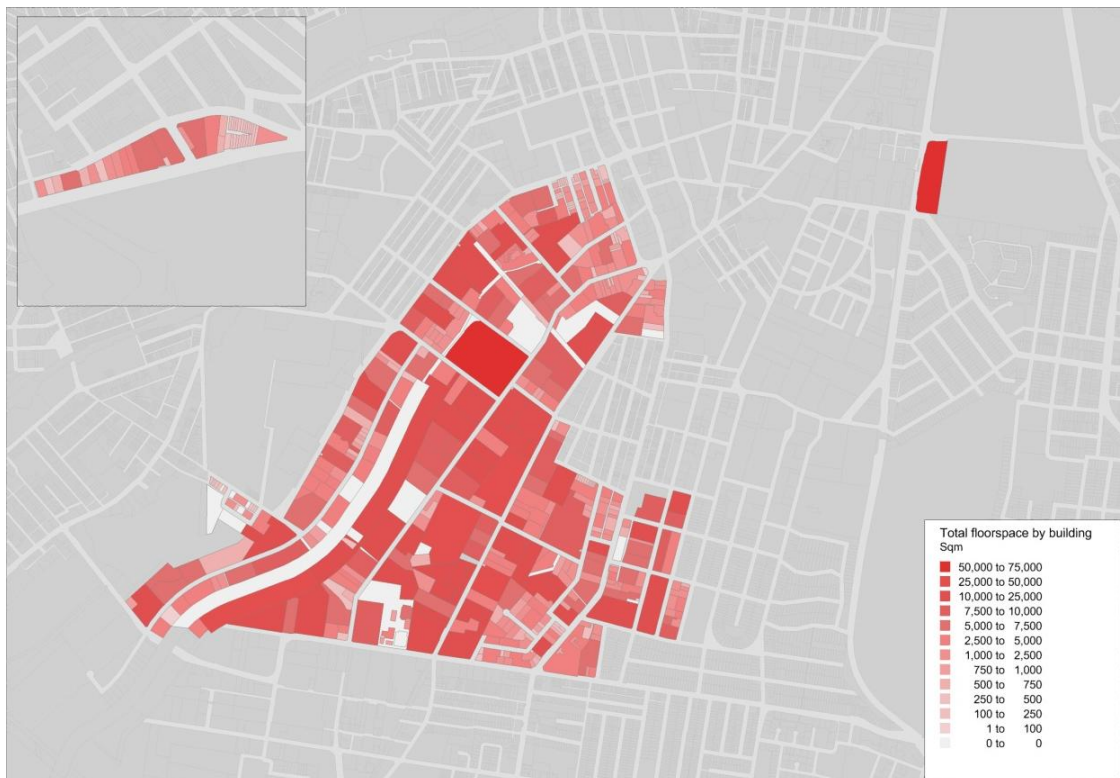 Total floorspace by building
Sqm
50,000 to 75,000
25,000 to 50,000
10,000 to 25,000
7,500 to 10,000
5,000 to 7,500
2,500 to 5,000
1,000 to 2,500
750 to 1,000
500 to 750
250 to 500
100 to 250
1 to 100
0 to 0